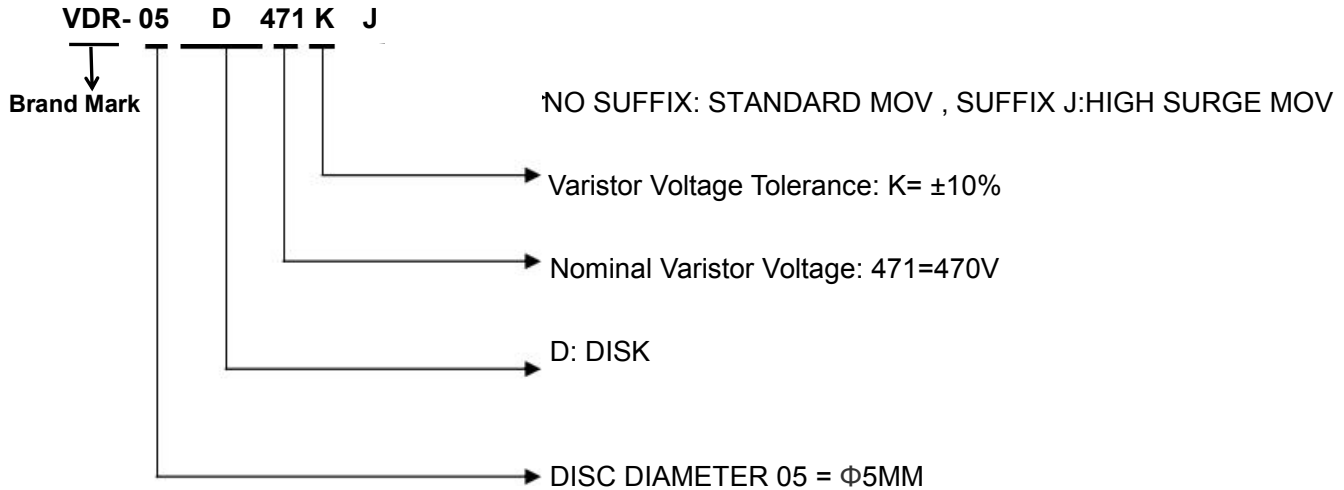 VDR- 05 D 471 K J
Brand Mark
NO SUFFIX: STANDARD MOV , SUFFIX J:HIGH SURGE MOV
Varistor Voltage Tolerance: K= ±10%
Nominal Varistor Voltage: 471=470V
D: DISK
DISC DIAMETER 05 = Φ5MM